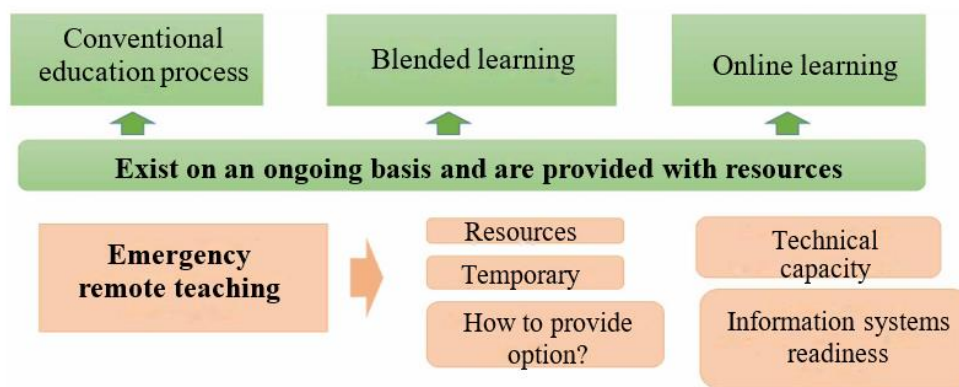 Conventional
education process
Blended learning
Online learning
Exist on an ongoing basis and are provided with resources
Emergency
remote teaching
Resources
Temporary
How to provide
option?
Technical
capacity
Information systems
readiness